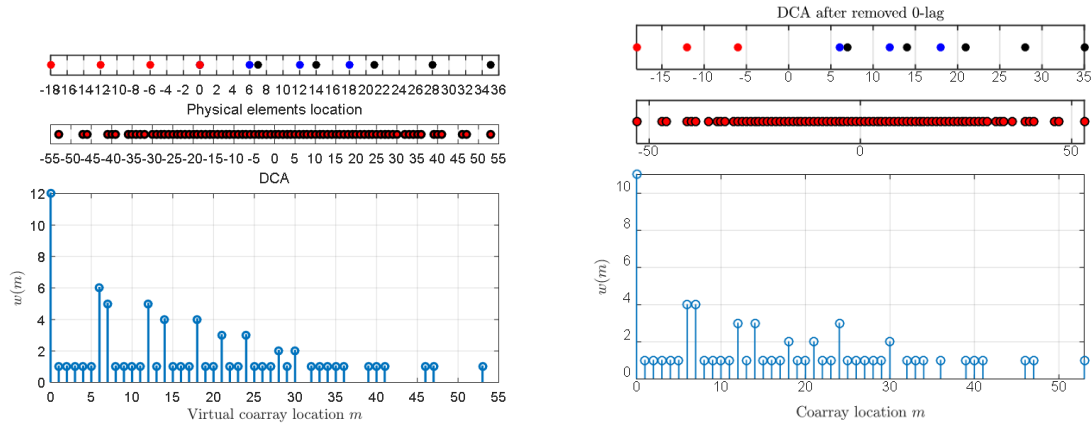 -18-16-14-12-10 -8 -6 -4 -2 0 2 4 6 8 10 12 14 16 18 20 22 24 26 28 30 32 34 36
Physical elements location
-55-50-45-40-35-30-25-20-15-10 -5 0 5 10 15 20 25 30 35 40 45 50 55
DCA
12
10
8
6
4
2
0
w(m)
0 5 10 15 20 25 30 35 40 45 50 55
Virtual coarray location m
DCA after removed 0-lag
-15 -10 -5 0 5 10 15 20 25 30 35
-50 0 50
10
8
6
4
2
0
w(m)
0 10 20 30 40 50
Coarray location m